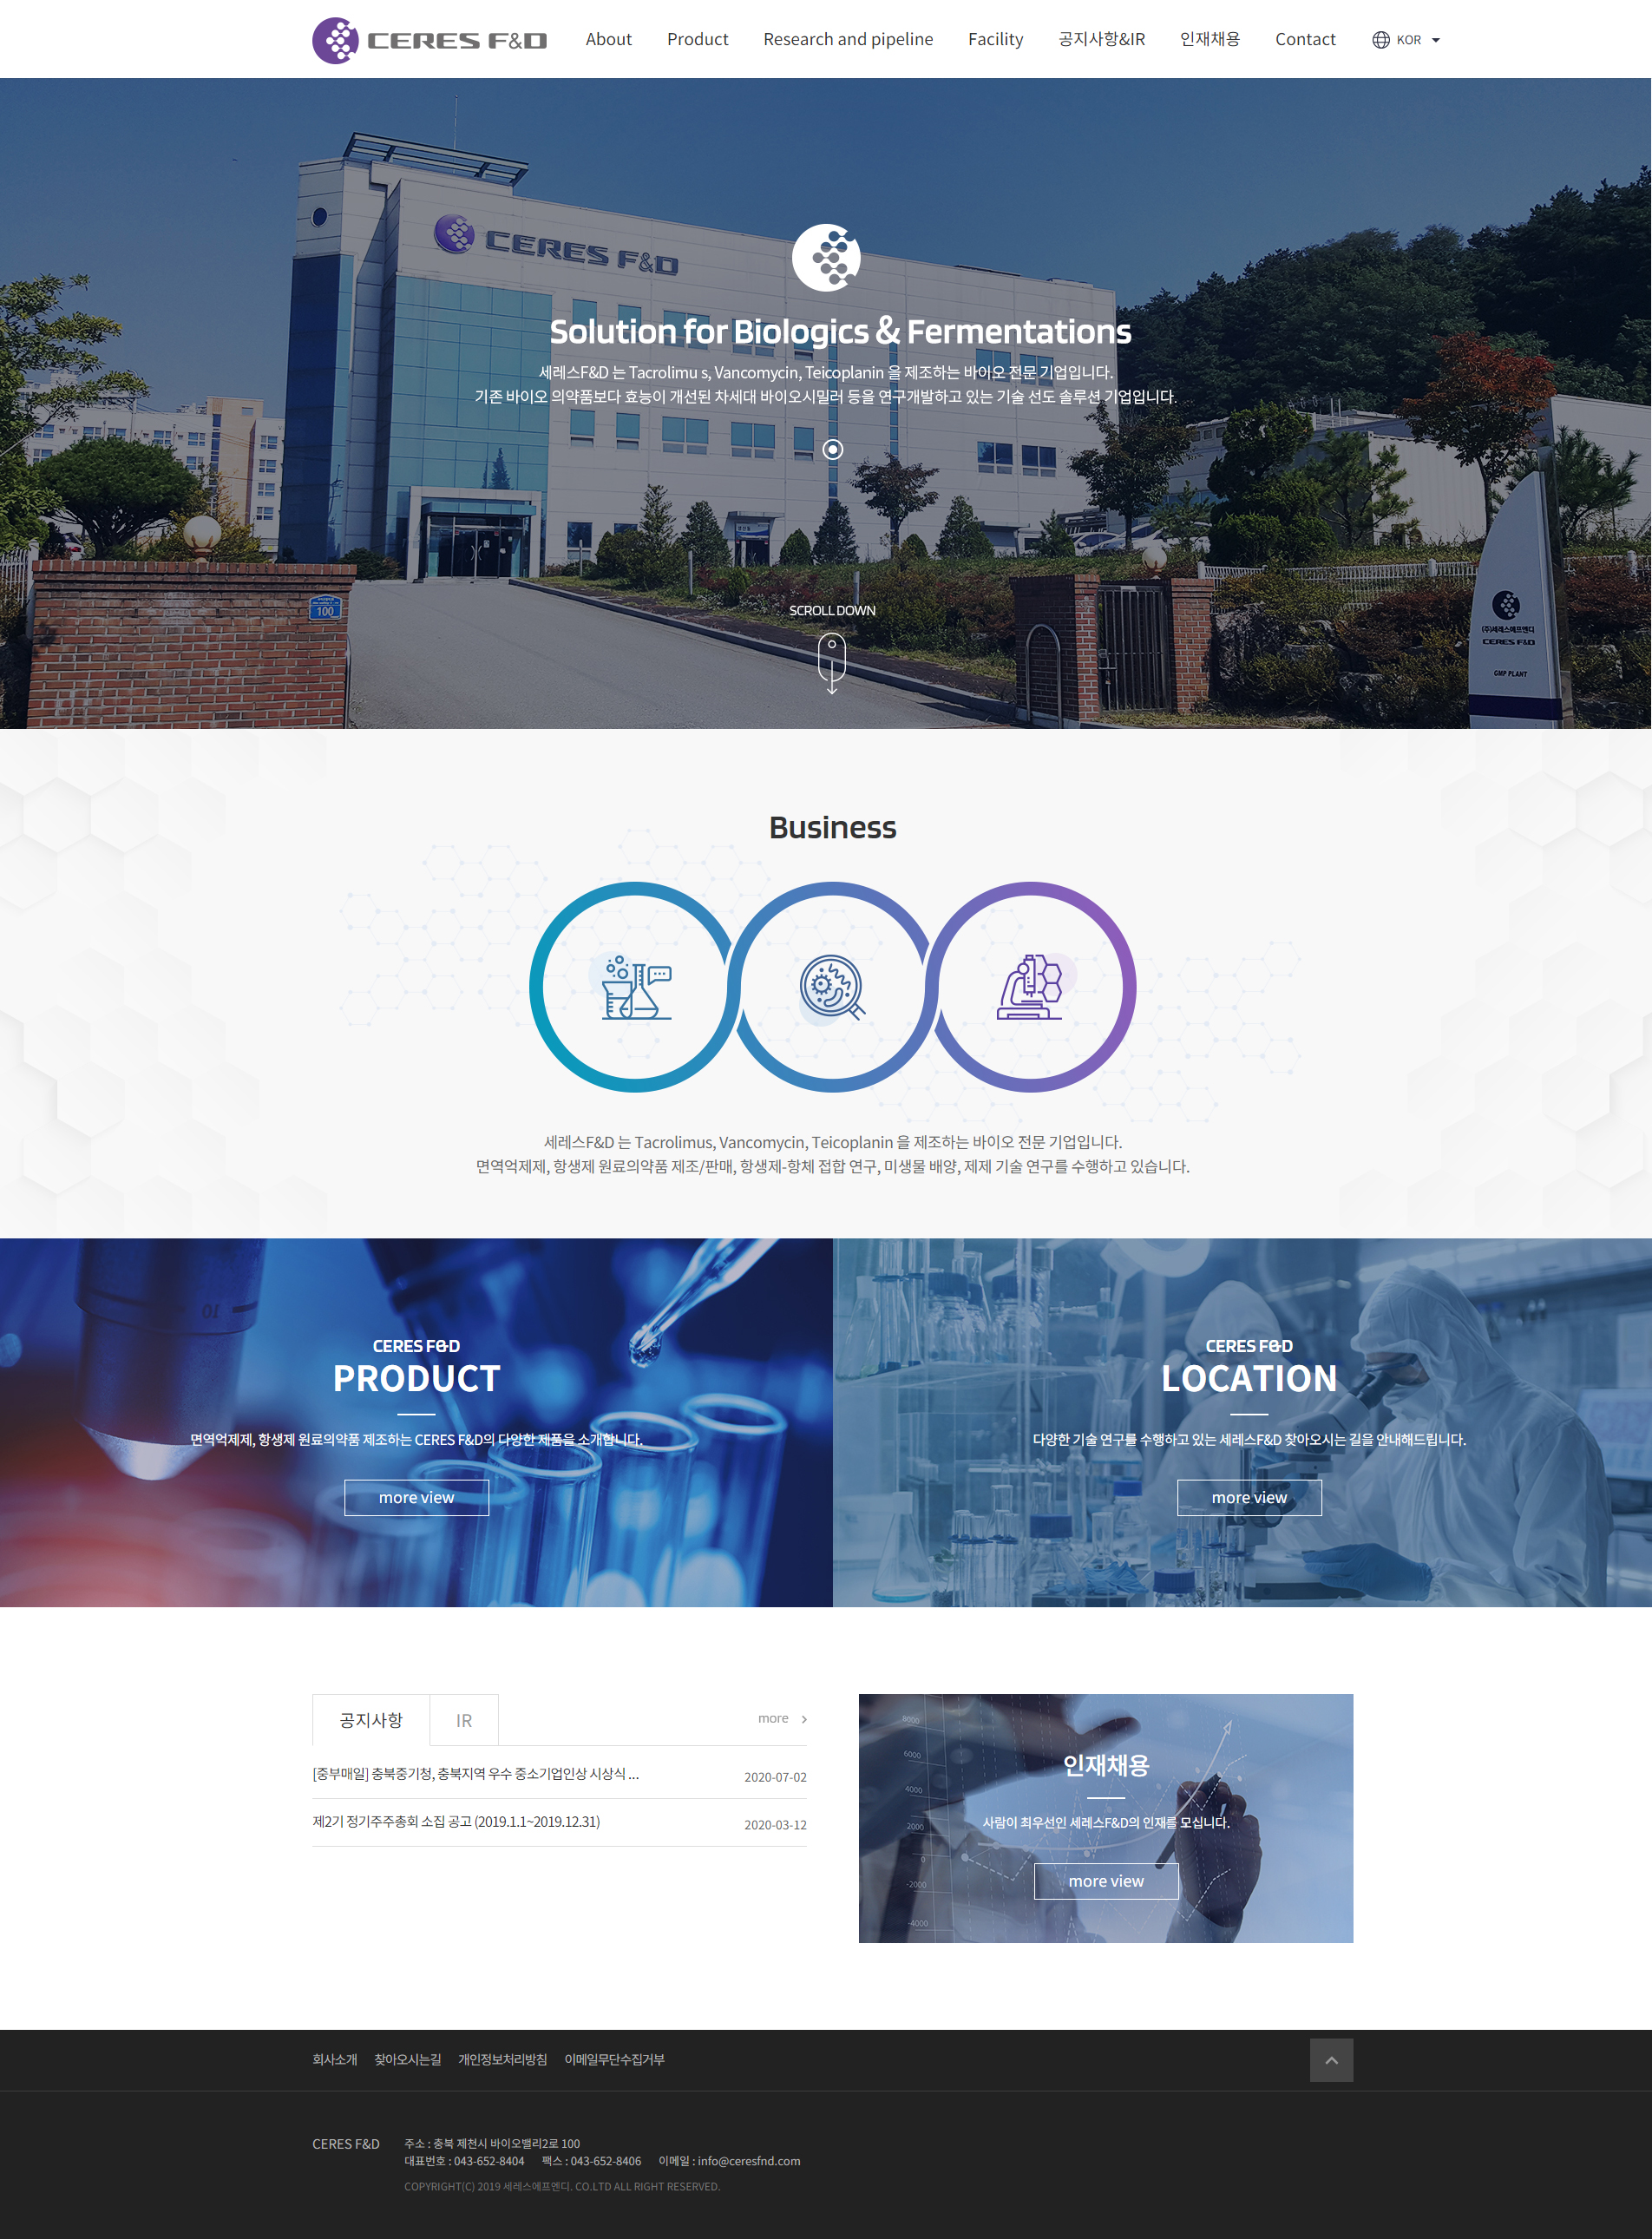 CERES F&D
About Product Research and pipeline Facility 공지사항&IR 인재채용 Contact KOR
CERES F&D
Solution for Biologics & Fermentations
세레스F&D 는 Tacrolimu s, Vancomycin, Teicoplanin 을 제조하는 바이오 전문 기업입니다.
기존 바이오 의약품보다 효능이 개선된 차세대 바이오시밀러 등을 연구개발하고 있는 기술 선도 솔루션 기업입니다.
100
SCROLL DOWN
(주)세레스에프엔디
CERES F&D
GMP PLANT
Business
세레스F&D 는 Tacrolimus, Vancomycin, Teicoplanin 을 제조하는 바이오 전문 기업입니다.
면역억제제, 항생제 원료의약품 제조/판매, 항생제-항체 접합 연구, 미생물 배양, 제제 기술 연구를 수행하고 있습니다.
CERES F&D
PRODUCT
면역억제제, 항생제 원료의약품 제조하는 CERES F&D의 다양한 제품을 소개합니다.
more view
CERES F&D
LOCATION
다양한 기술 연구를 수행하고 있는 세레스F&D 찾아오시는 길을 안내해드립니다.
more view
공지사항 IR more
[중부매일] 충북중기청, 충북지역 우수 중소기업인상 시상식 ... 2020-07-02
제2기 정기주주총회 소집 공고 (2019.1.1~2019.12.31) 2020-03-12
8000
6000
4000
2000
0
-2000
-4000
인재채용
사람이 최우선인 세레스F&D의 인재를 모십니다.
more view
회사소개 찾아오시는길 개인정보처리방침 이메일무단수집거부
CERES F&D
주소 : 충북 제천시 바이오밸리2로 100
대표번호 : 043-652-8404 팩스 : 043-652-8406 이메일 : info@ceresfnd.com
COPYRIGHT(C) 2019 세레스에프엔디. CO.LTD ALL RIGHT RESERVED.